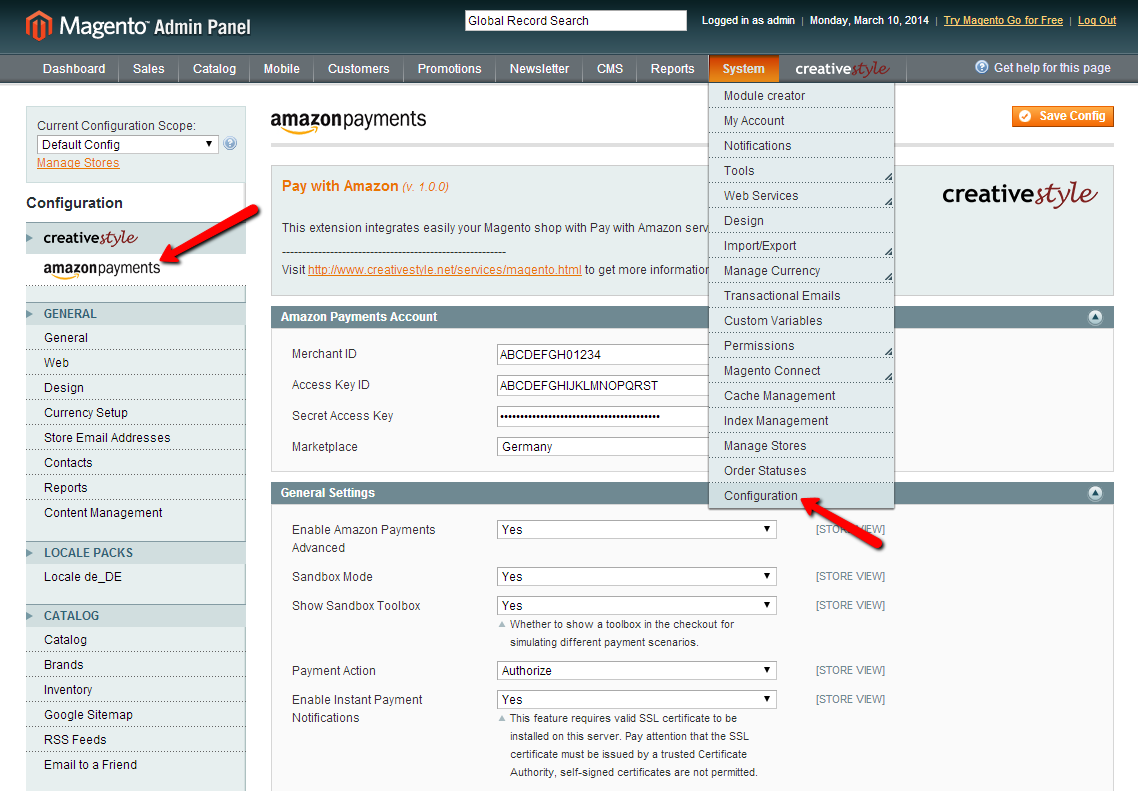 Magento™ Admin Panel
Global Record Search
Logged in as admin | Monday, March 10, 2014 | Try Magento Go for Free | Log Out
Dashboard Sales Catalog Mobile Customers Promotions Newsletter CMS Reports System creativestyle Get help for this page
Current Configuration Scope:
Default Config
Manage Stores
Configuration
creativestyle
amazonpayments
GENERAL
General
Web
Design
Currency Setup
Store Email Addresses
Contacts
Reports
Content Management
LOCALE PACKS
Locale de_DE
CATALOG
Catalog
Brands
Inventory
Google Sitemap
RSS Feeds
Email to a Friend
Module creator
My Account
Notifications
Tools
Web Services
Design
Import/Export
Manage Currency
Transactional Emails
Custom Variables
Permissions
Magento Connect
Cache Management
Index Management
Manage Stores
Order Statuses
Configuration
amazonpayments
Save Config
Pay with Amazon (v. 1.0.0)
creativestyle
This extension integrates easily your Magento shop with Pay with Amazon serv
--------------------------------------------------------
Visit http://www.creativestyle.net/services/magento.html to get more information
Amazon Payments Account
Merchant ID ABCDEFGH01234
Access Key ID ABCDEFGHIJKLMNOPQRST
Secret Access Key ••••••••••••••••••••••••••••••••••••••••
Marketplace Germany
General Settings
Enable Amazon Payments Yes [STORE VIEW]
Advanced
Sandbox Mode Yes [STORE VIEW]
Show Sandbox Toolbox Yes [STORE VIEW]
Whether to show a toolbox in the checkout for
simulating different payment scenarios.
Payment Action Authorize [STORE VIEW]
Enable Instant Payment Yes [STORE VIEW]
Notifications
This feature requires valid SSL certificate to be
installed on this server. Pay attention that the SSL
certificate must be issued by a trusted Certificate
Authority, self-signed certificates are not permitted.